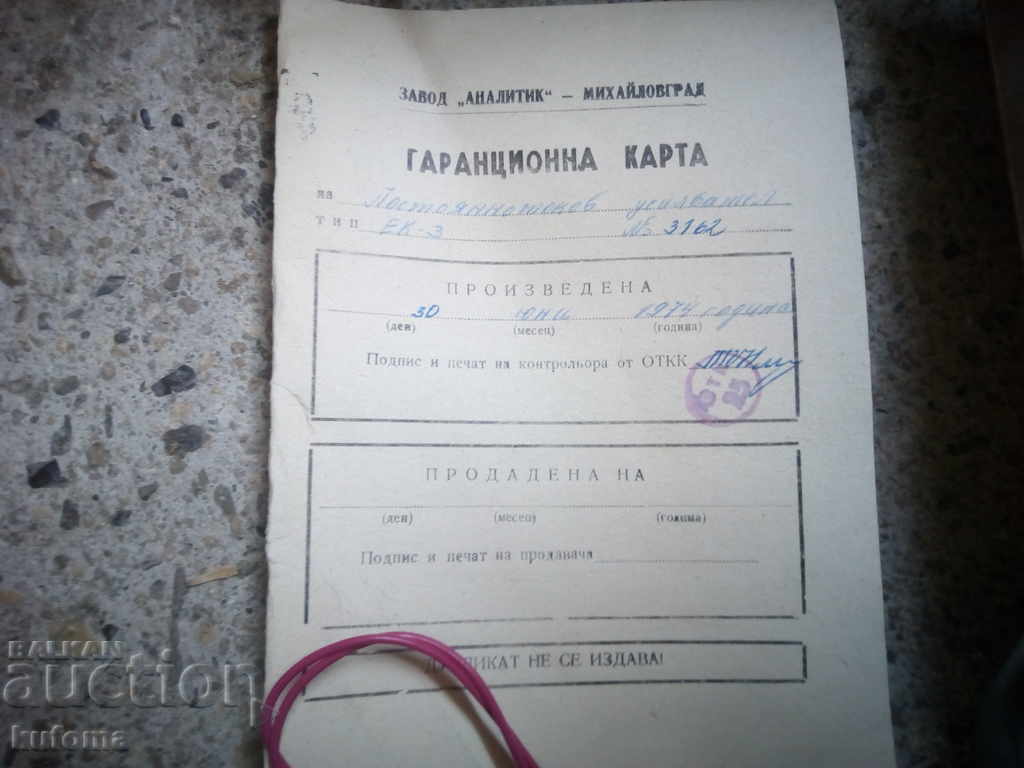 ЗАВОД „АНАЛИТИК“ – МИХАЙЛОВГРАД
ГАРАНЦИОННА КАРТА
на Постояннотоков усилвател
тип ЕК-3 № 3162
ПРОИЗВЕДЕНА
30 юни 1974 година
(ден) (месец) (година)
Подпис и печат на контрольора от ОТКК
ПРОДАДЕНА НА
(ден) (месец) (година)
Подпис и печат на продавача
НЕ СЕ ИЗДАВА!
BALKAN
auction
kufoma